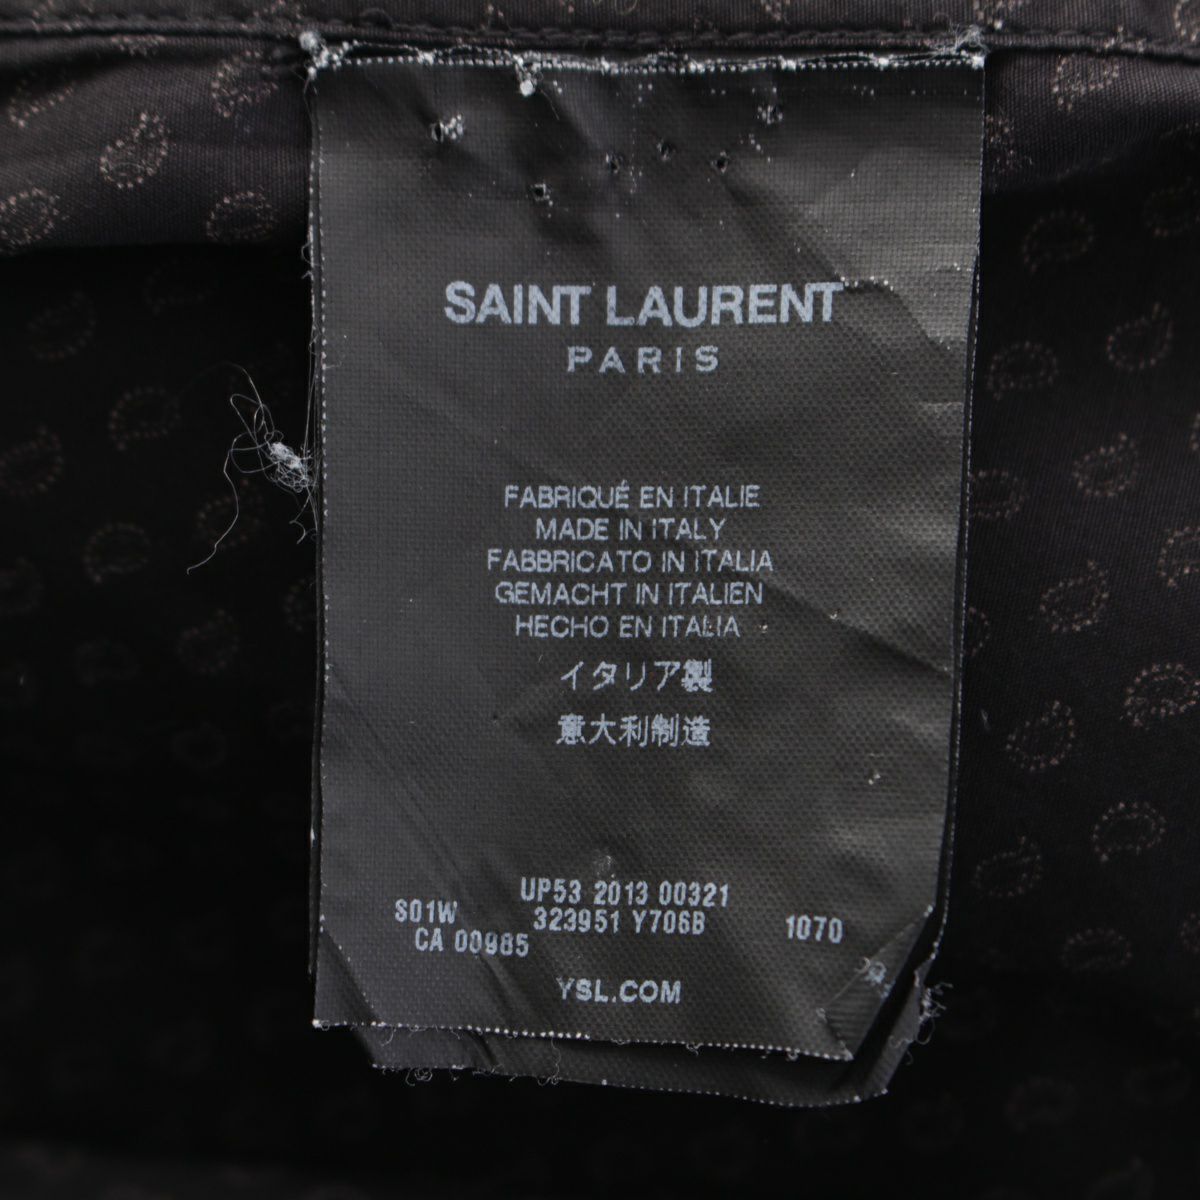 SAINT LAURENT
PARIS
FABRIQUÉ EN ITALIE
MADE IN ITALY
FABBRICATO IN ITALIA
GEMACHT IN ITALIEN
HECHO EN ITALIA
イタリア製
意大利制造
UP53 2013 00321
S01W 323951 Y706B 1070
CA 00985
YSL.COM